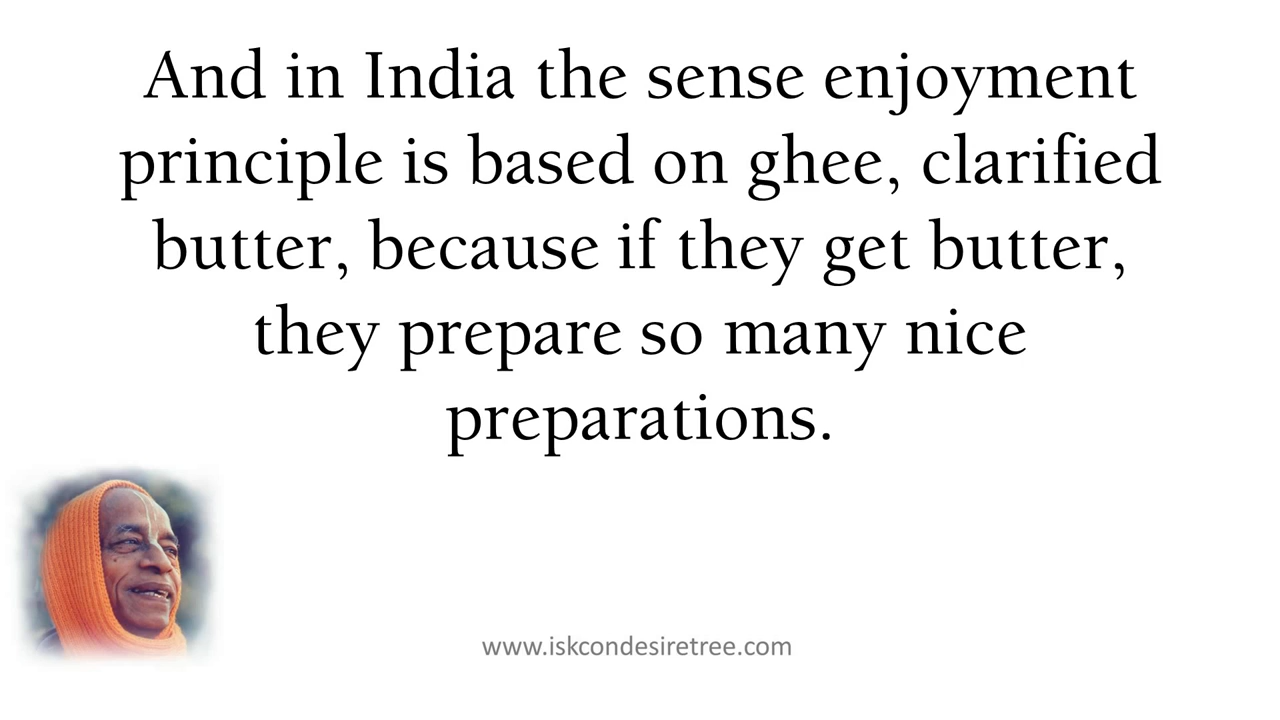 And in India the sense enjoyment
principle is based on ghee, clarified
butter, because if they get butter,
they prepare so many nice
preparations.
www.iskcondesiretree.com